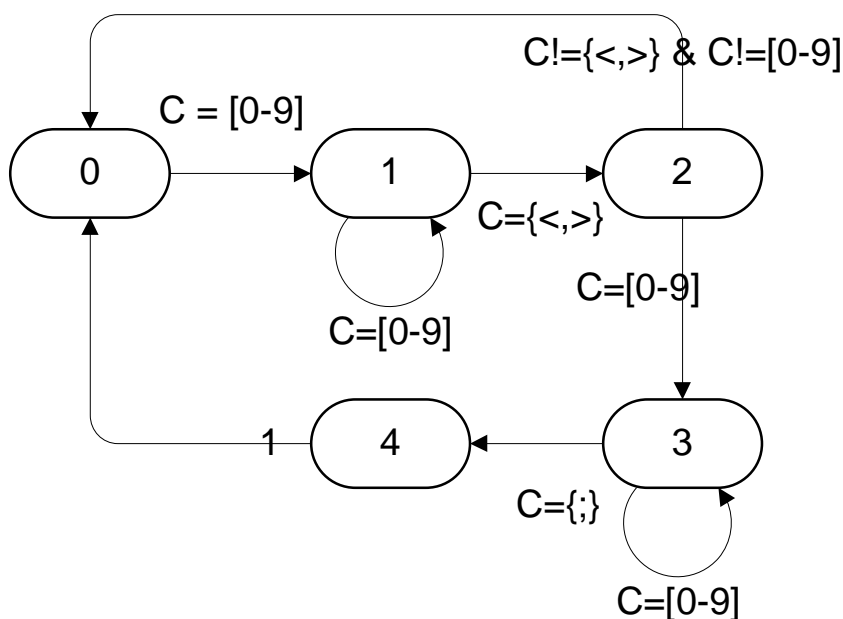 C!={<,>} & C!=[0-9]
C = [0-9]
0
1
2
C={<,>}
C=[0-9]
C=[0-9]
1
4
3
C={;}
C=[0-9]